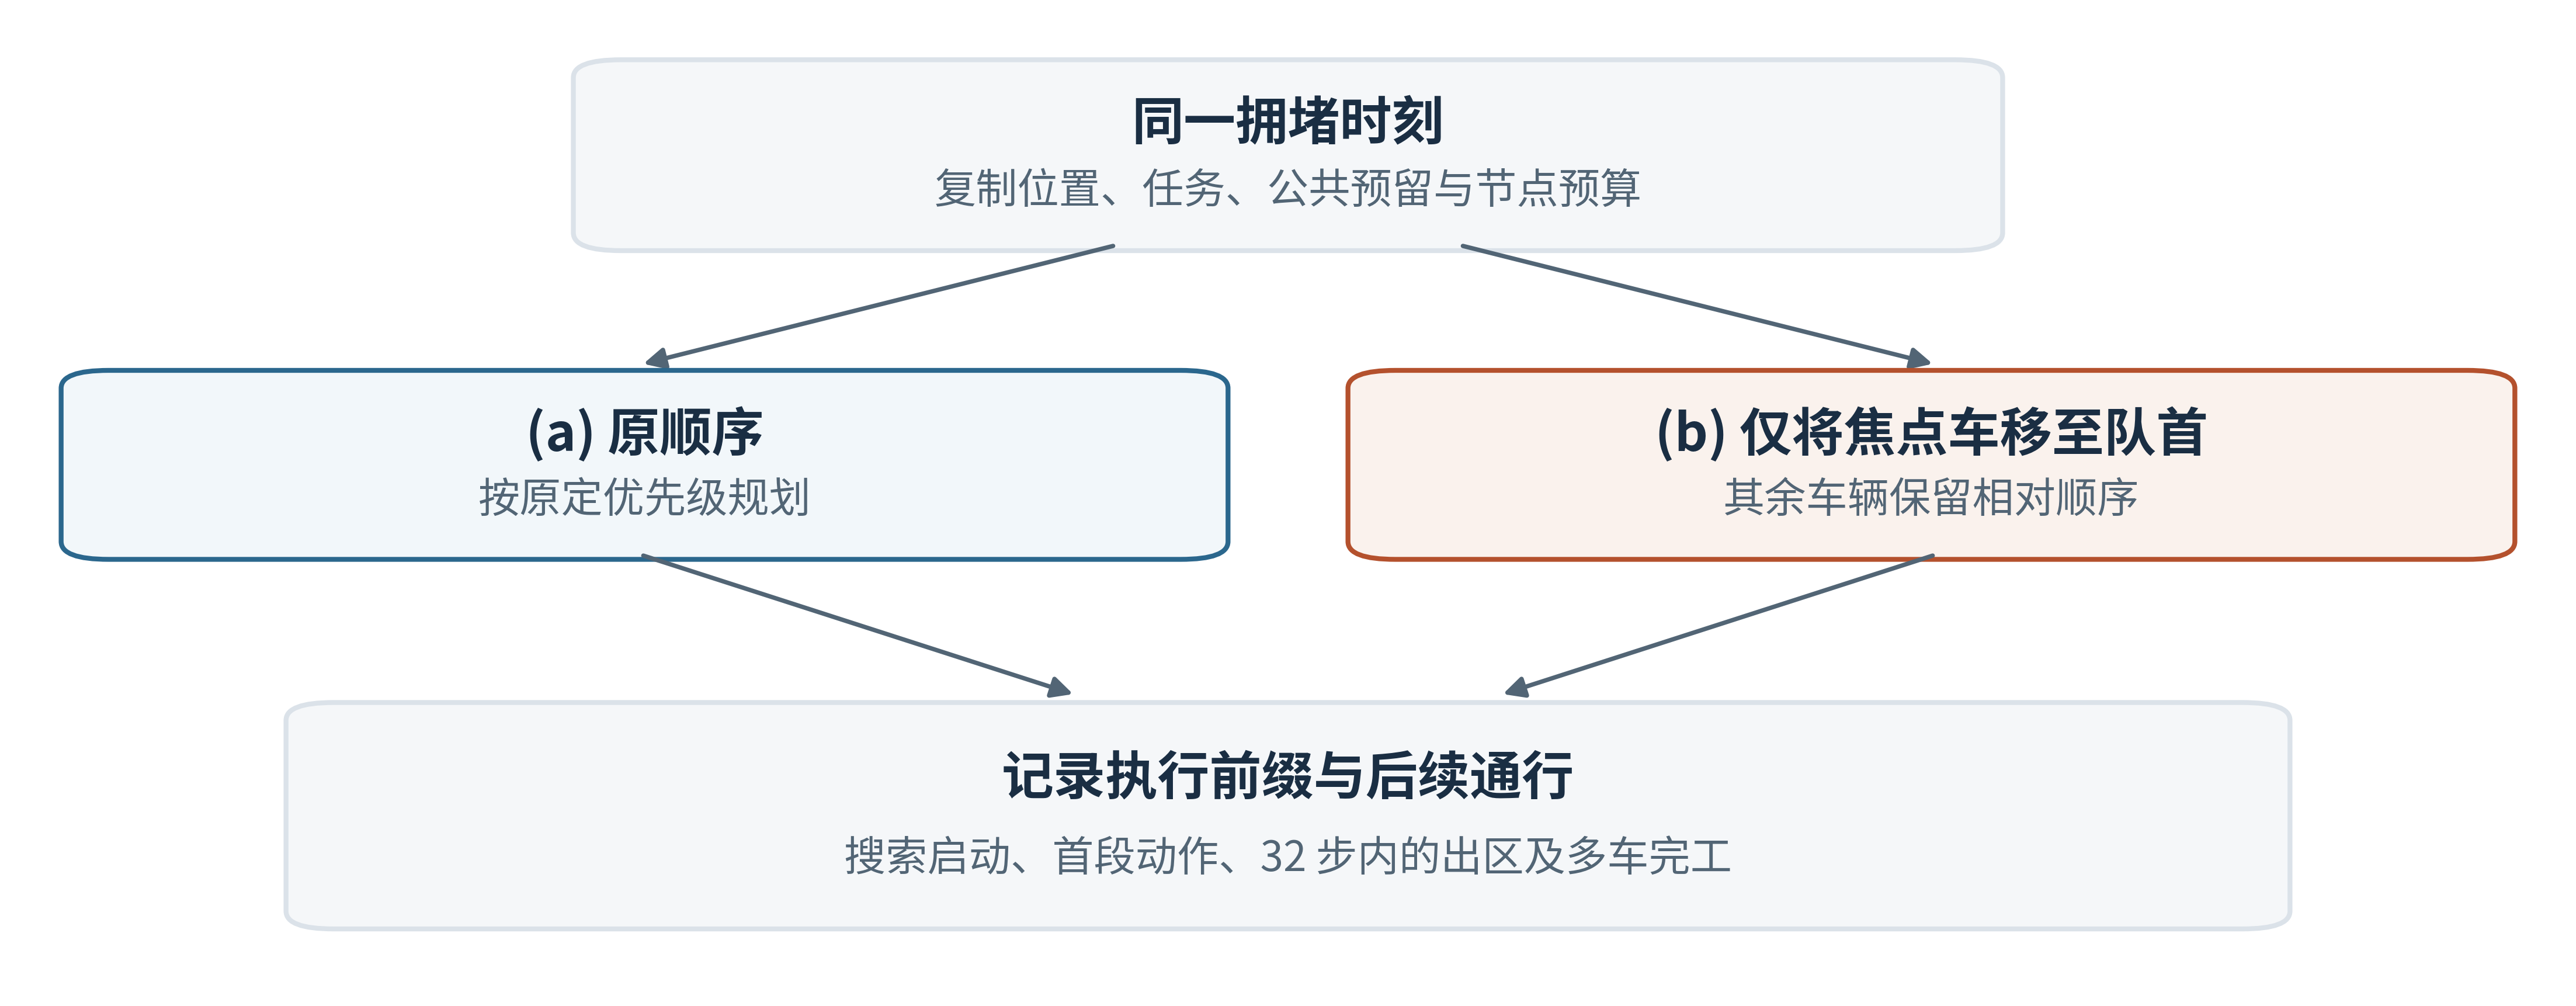 同一拥堵时刻
复制位置、任务、公共预留与节点预算
(a) 原顺序
按原定优先级规划
(b) 仅将焦点车移至队首
其余车辆保留相对顺序
记录执行前缀与后续通行
搜索启动、首段动作、32 步内的出区及多车完工